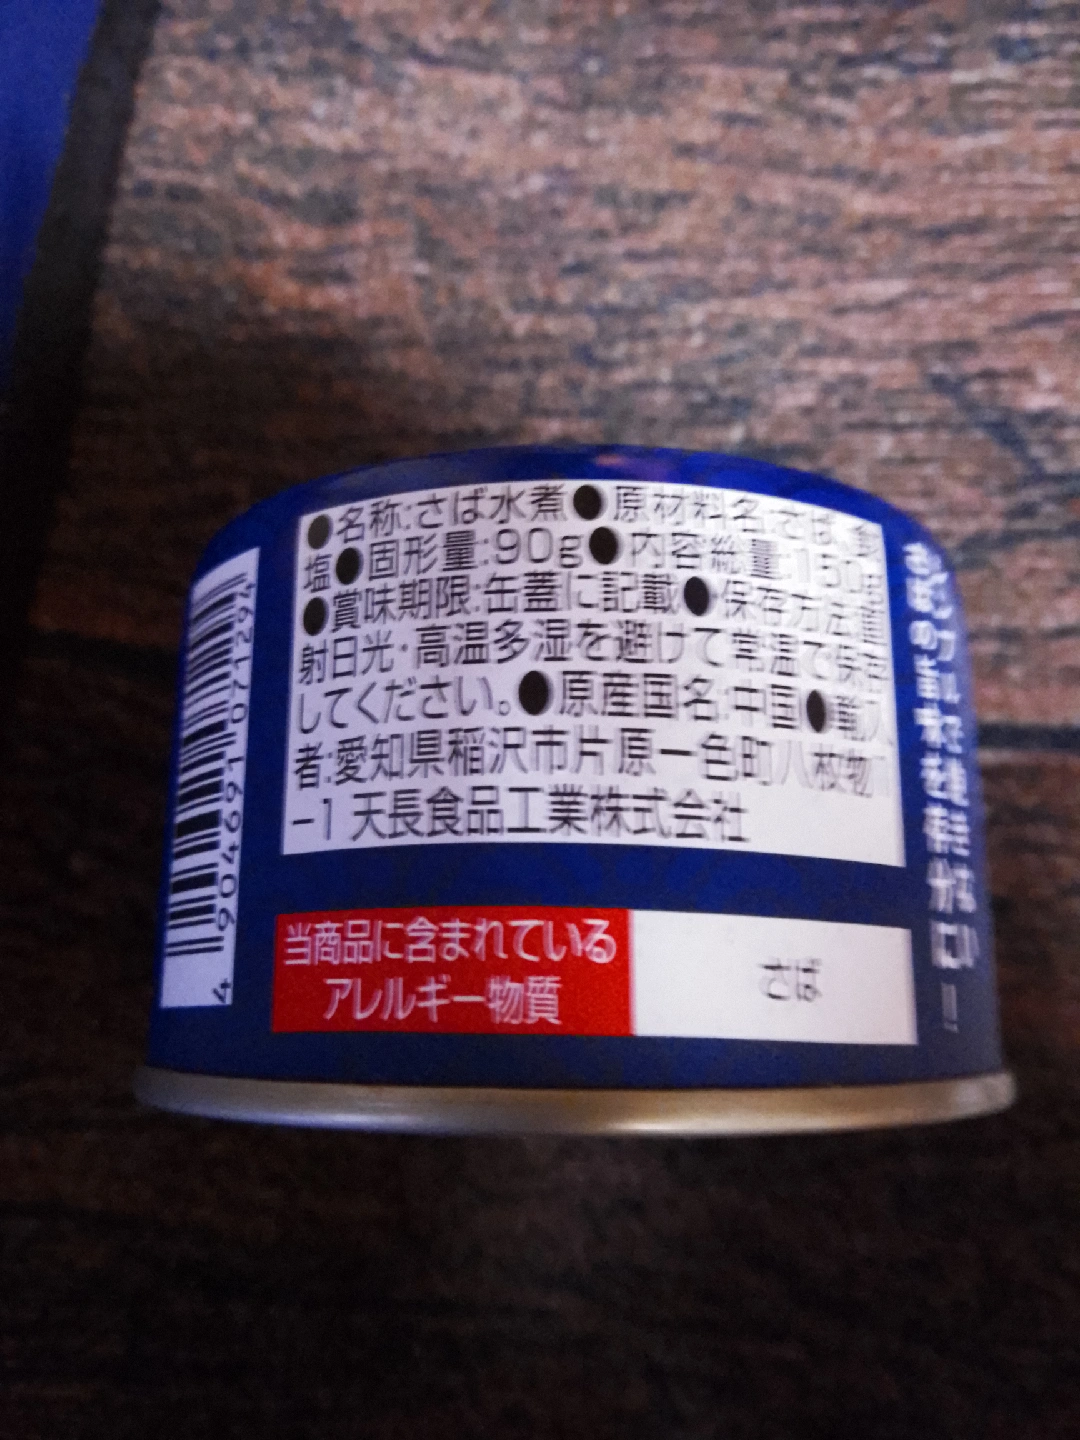 ●名称:さば水煮●原材料名:さば、食
塩●固形量:90g●内容総量:150g
●賞味期限:缶蓋に記載●保存方法:直
射日光・高温多湿を避けて常温で保存
してください。●原産国名:中国●輸入
者:愛知県稲沢市片原一色町八枚物1
-1 天長食品工業株式会社
当商品に含まれている
アレルギー物質
さば